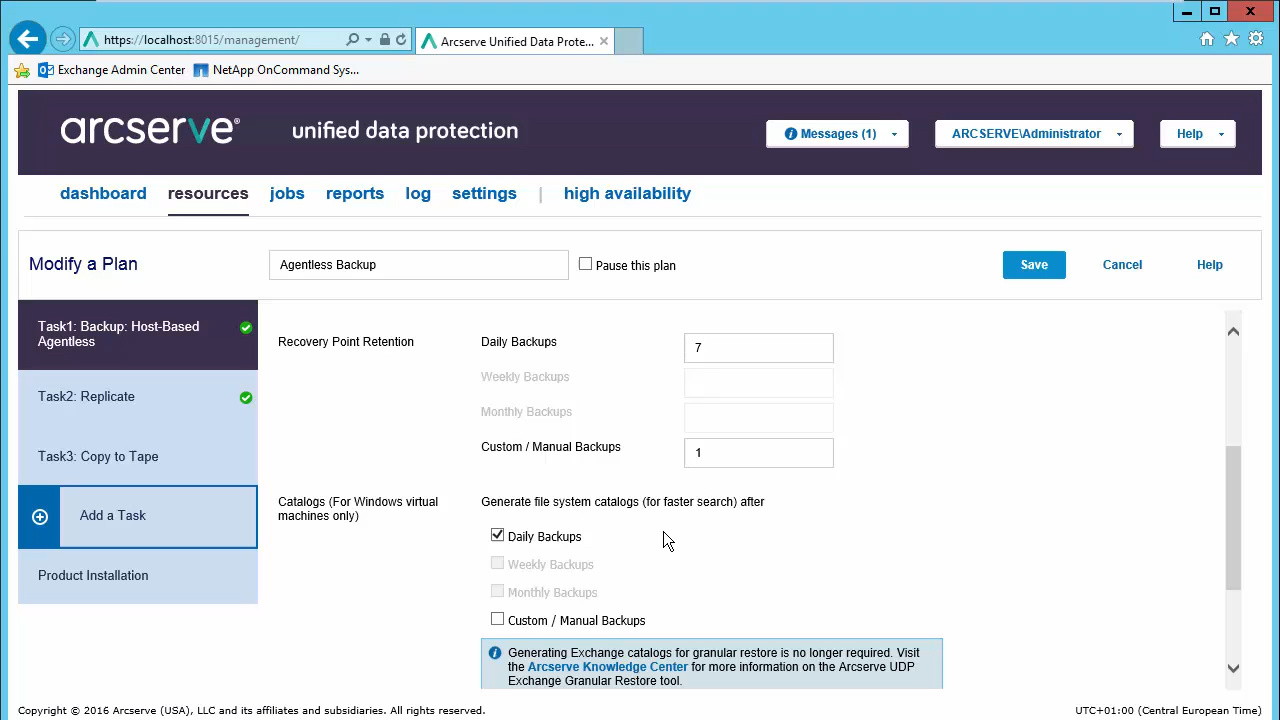 https://localhost:8015/management/
Arcserve Unified Data Prote...
Exchange Admin Center
NetApp OnCommand Sys...
arcserve®
unified data protection
Messages (1)
ARCSERVE\Administrator
Help
dashboard
resources
jobs
reports
log
settings
|
high availability
Modify a Plan
Agentless Backup
Pause this plan
Save
Cancel
Help
Task1: Backup: Host-Based
Agentless
Task2: Replicate
Task3: Copy to Tape
Add a Task
Product Installation
Recovery Point Retention
Daily Backups
7
Weekly Backups
Monthly Backups
Custom / Manual Backups
1
Catalogs (For Windows virtual
machines only)
Generate file system catalogs (for faster search) after
Daily Backups
Weekly Backups
Monthly Backups
Custom / Manual Backups
Generating Exchange catalogs for granular restore is no longer required. Visit
the Arcserve Knowledge Center for more information on the Arcserve UDP
Exchange Granular Restore tool.
Copyright © 2016 Arcserve (USA), LLC and its affiliates and subsidiaries. All rights reserved.
UTC+01:00 (Central European Time)